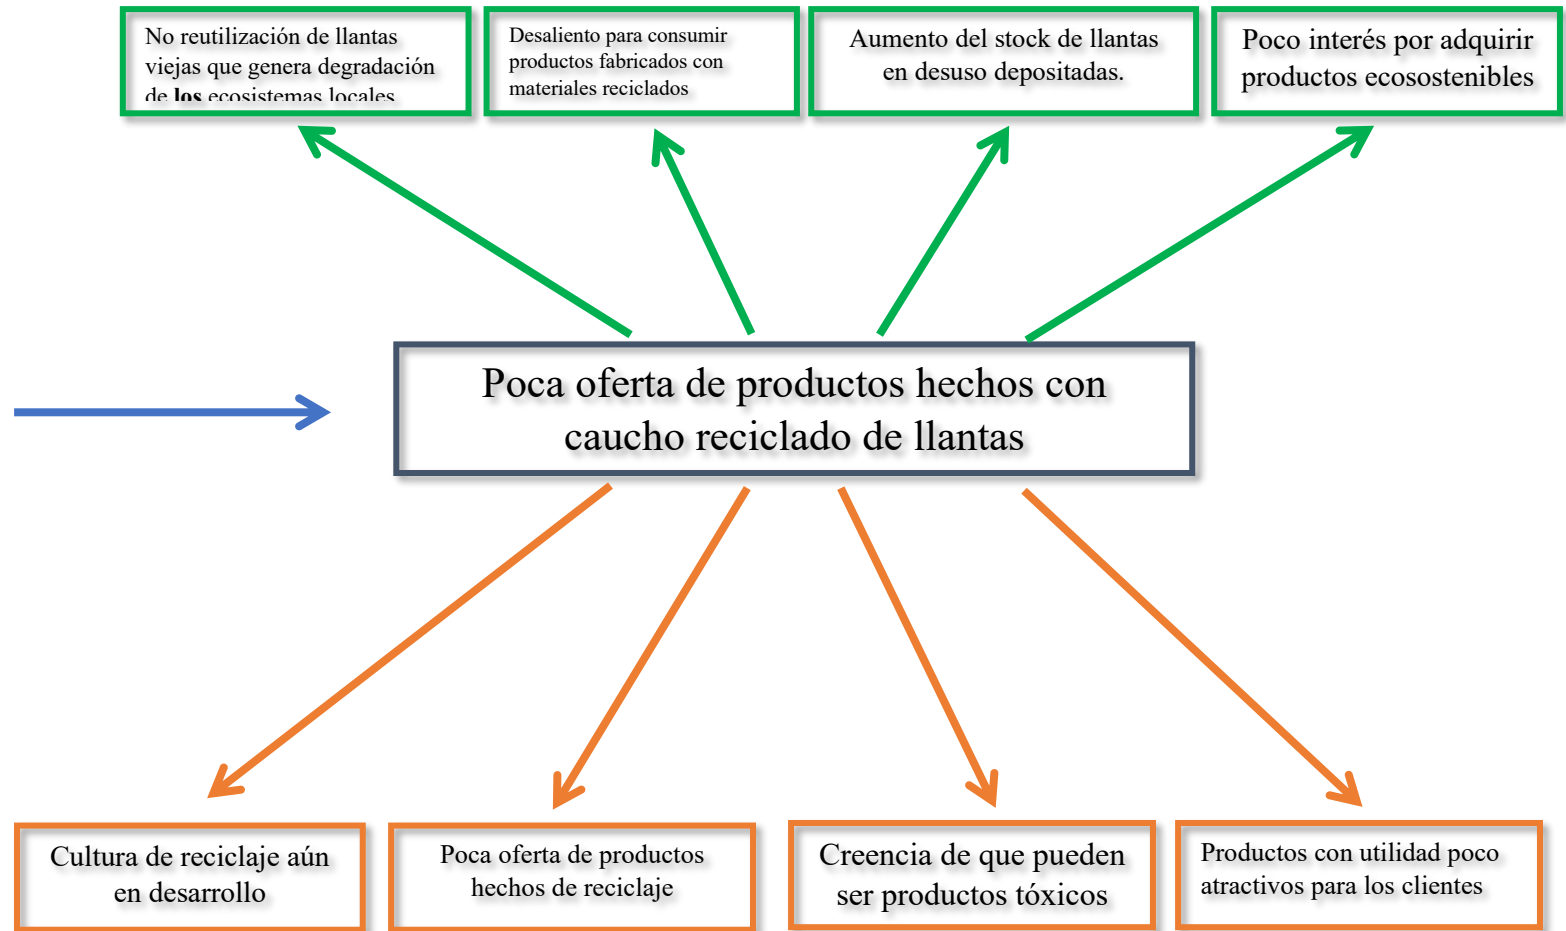 No reutilización de llantas
viejas que genera degradación
de los ecosistemas locales
Desaliento para consumir
productos fabricados con
materiales reciclados
Aumento del stock de llantas
en desuso depositadas.
Poco interés por adquirir
productos ecosostenibles
Poca oferta de productos hechos con
caucho reciclado de llantas
Cultura de reciclaje aún
en desarrollo
Poca oferta de productos
hechos de reciclaje
Creencia de que pueden
ser productos tóxicos
Productos con utilidad poco
atractivos para los clientes